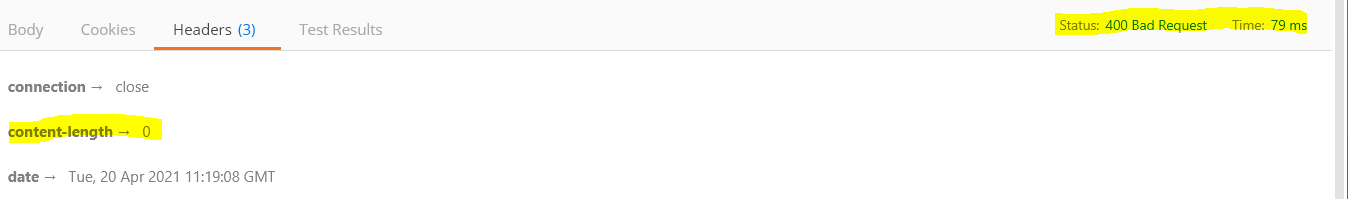 Body Cookies Headers (3) Test Results Status: 400 Bad Request Time: 79 ms
connection → close
content-length → 0
date → Tue, 20 Apr 2021 11:19:08 GMT